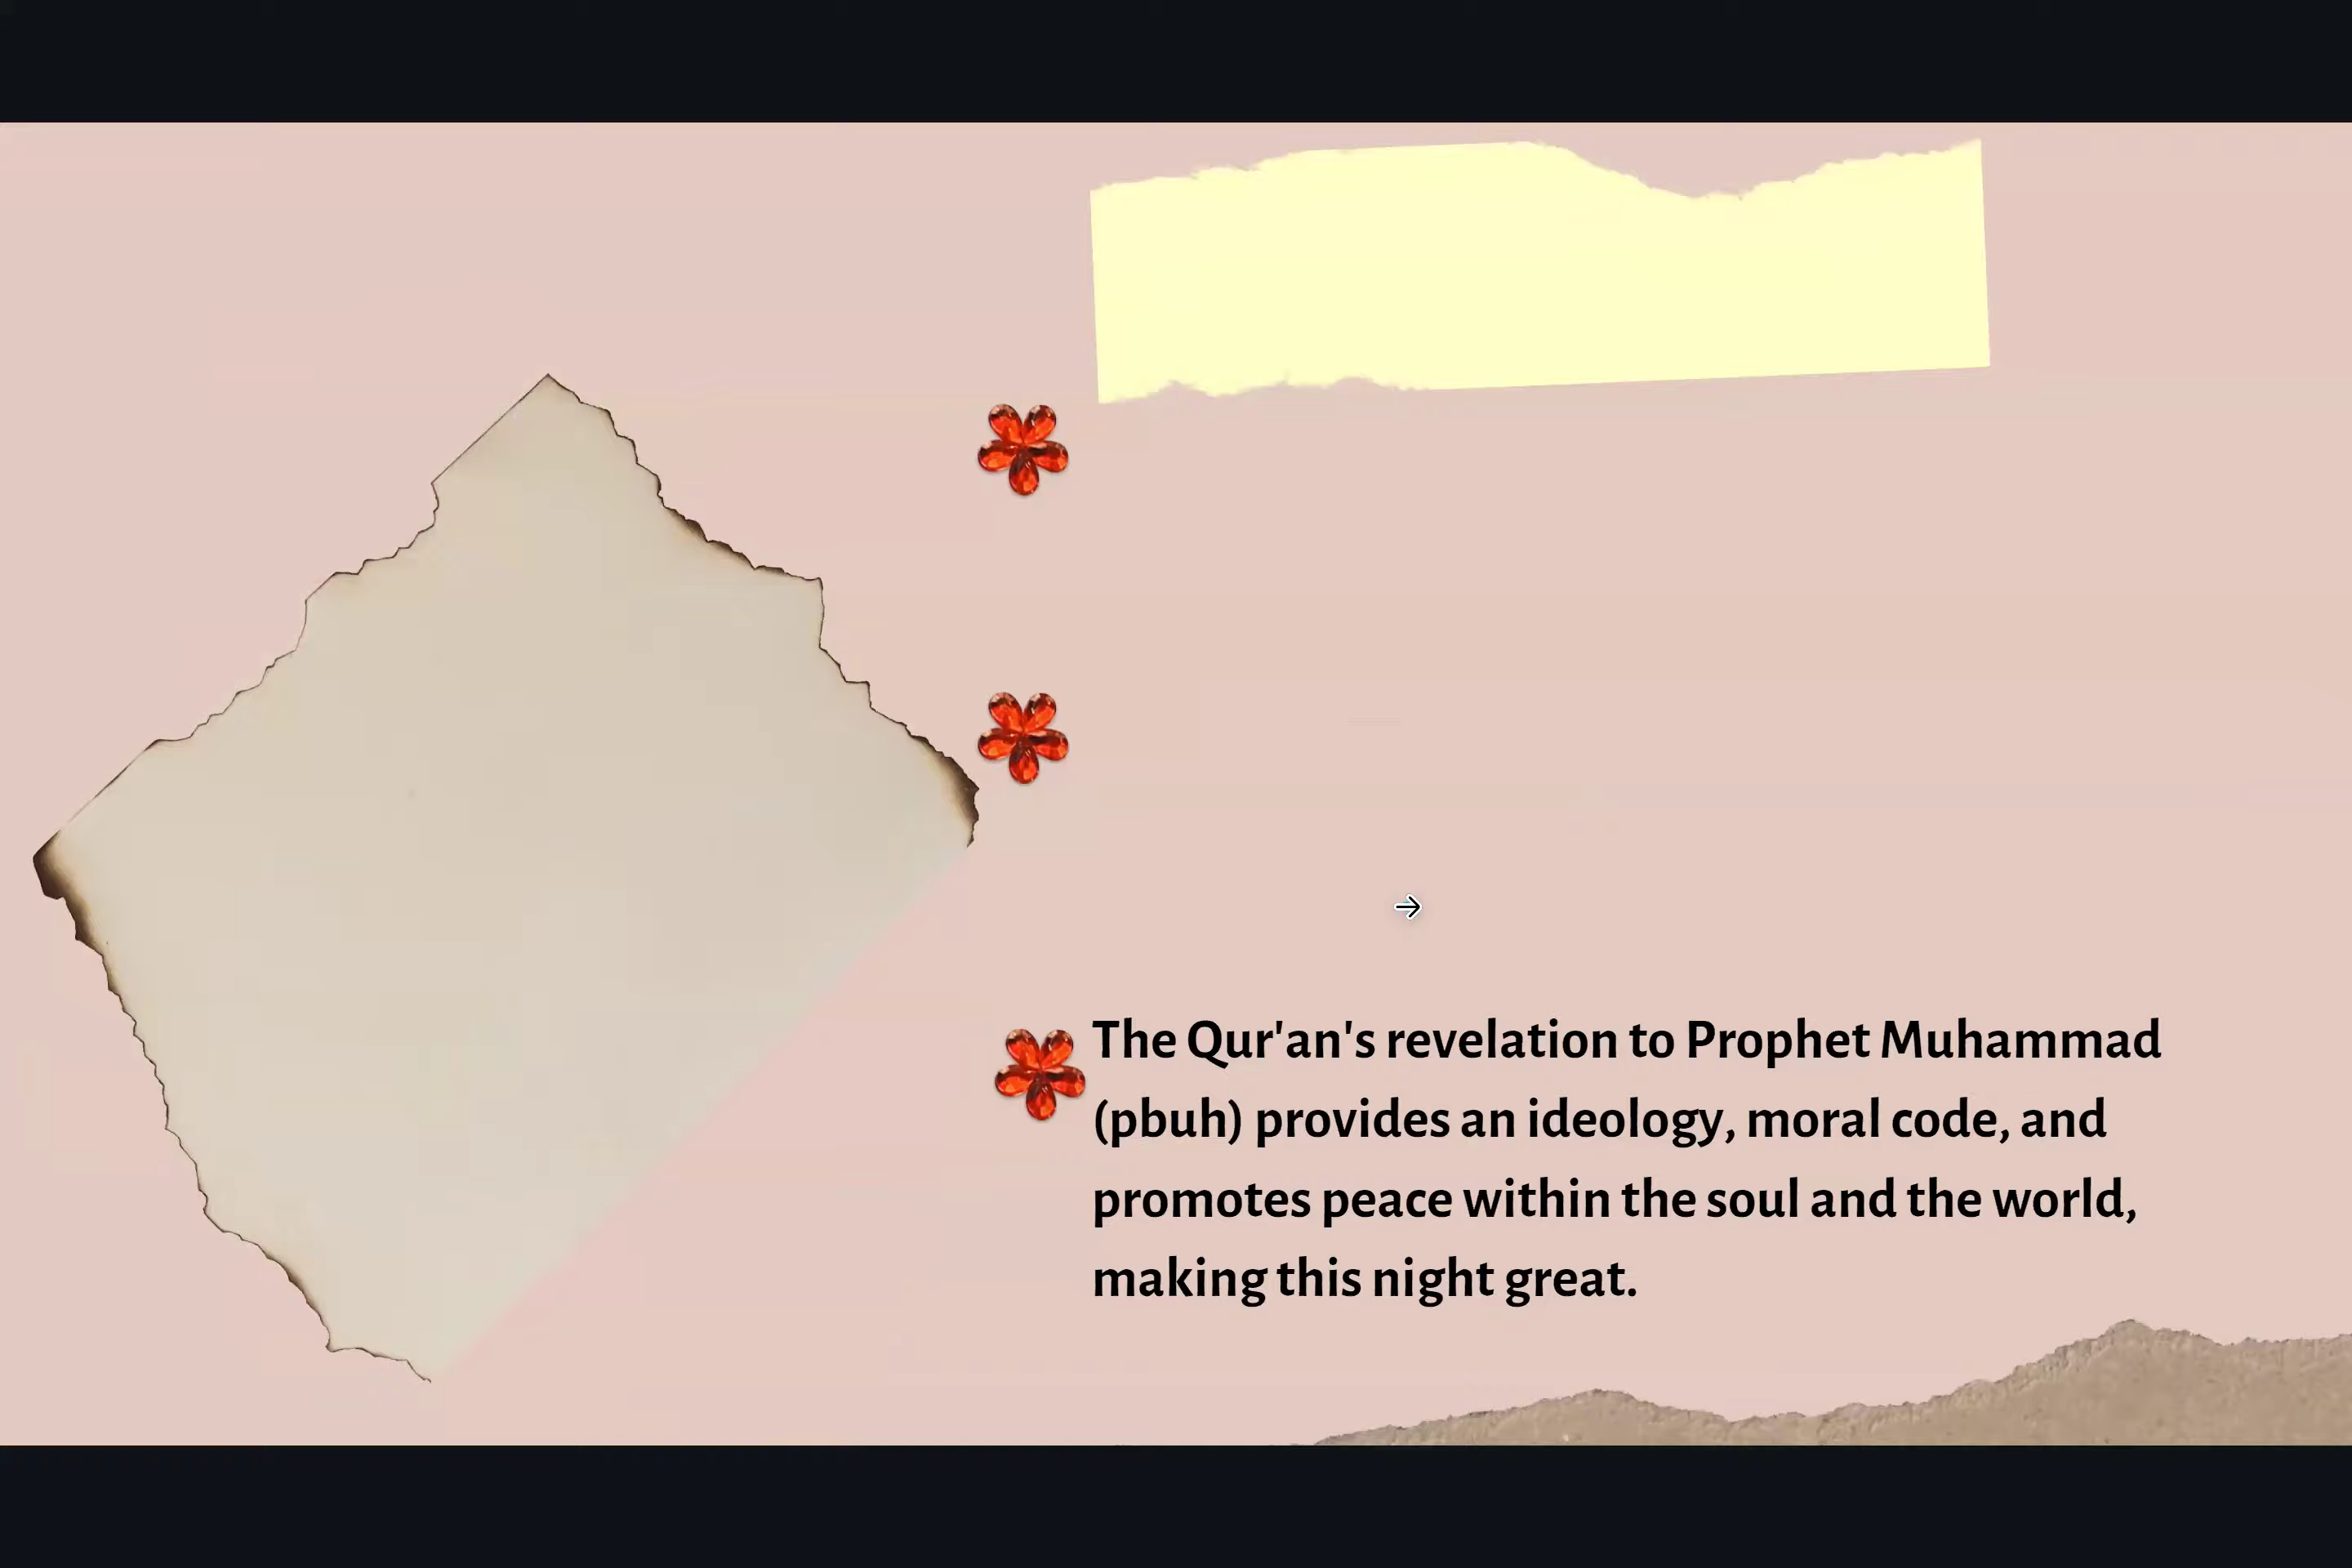 The Qur'an's revelation to Prophet Muhammad
(pbuh) provides an ideology, moral code, and
promotes peace within the soul and the world,
making this night great.